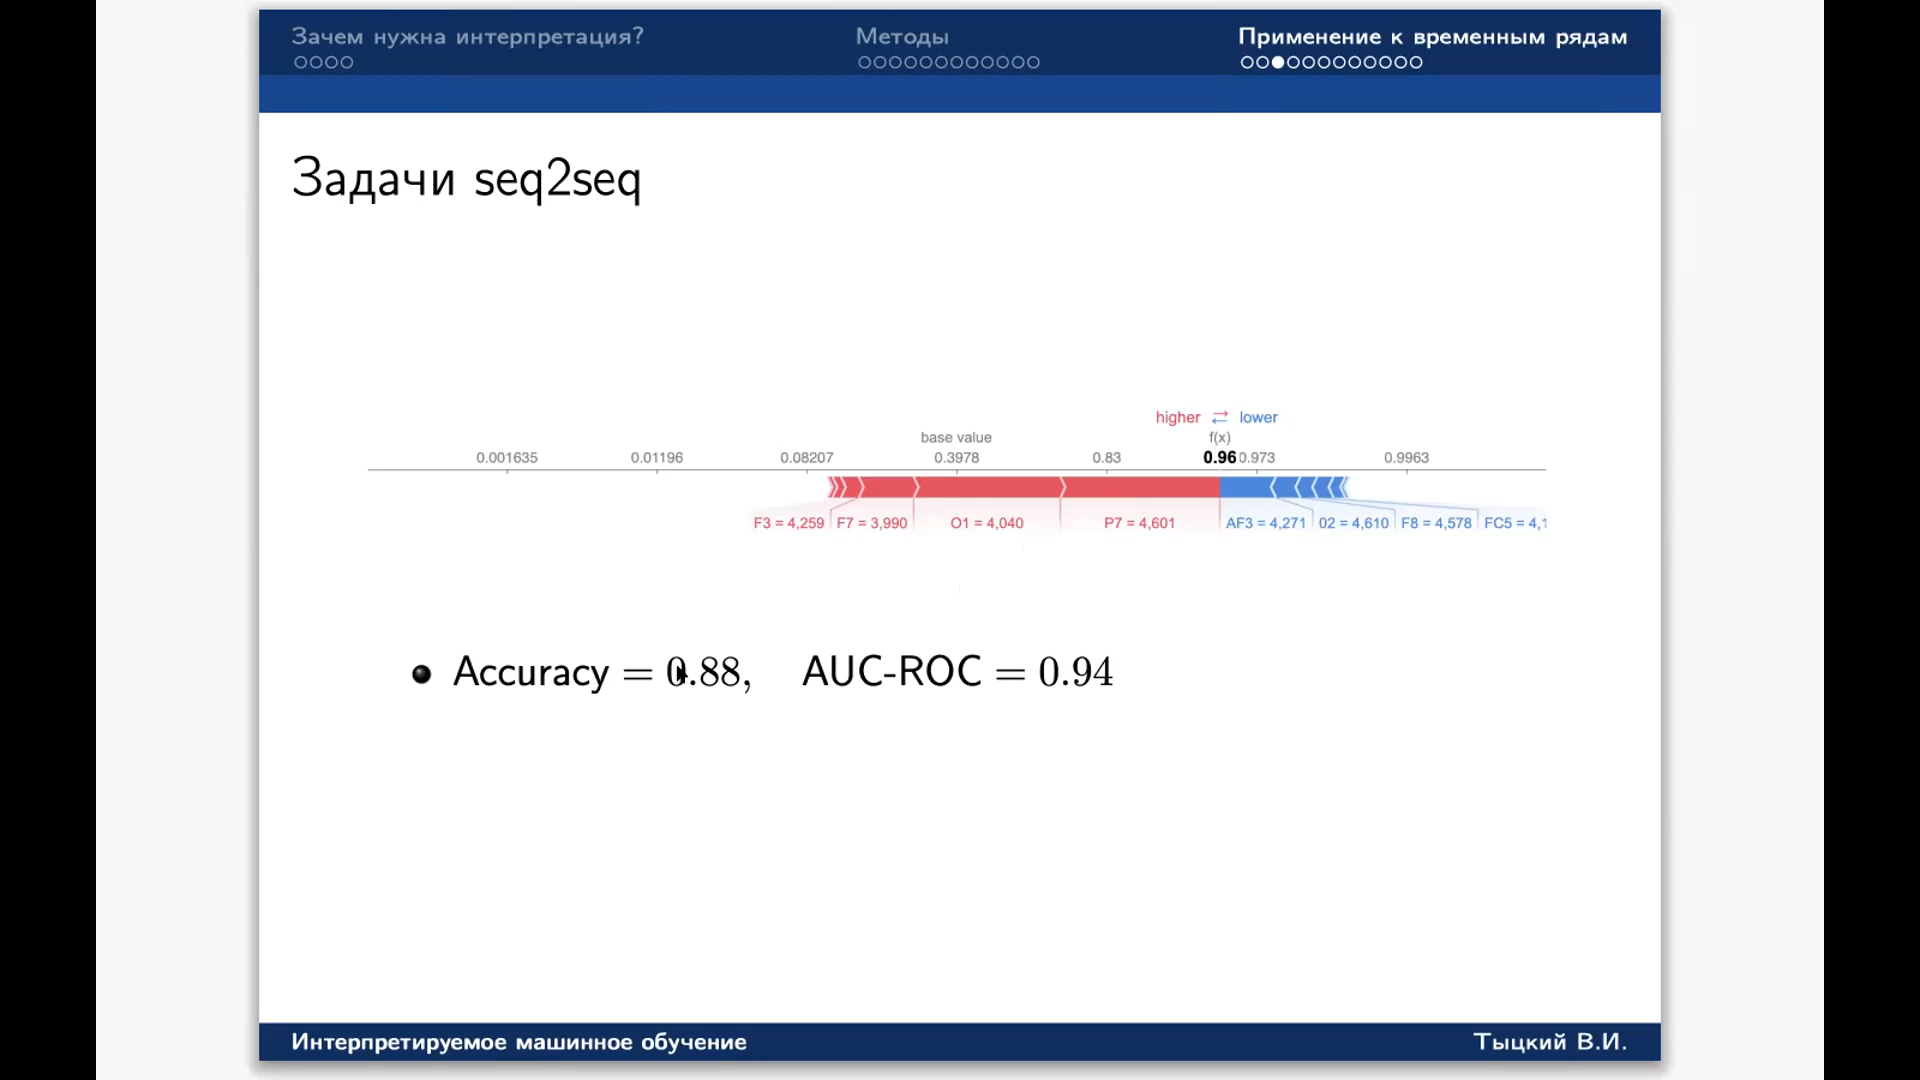 Зачем нужна интерпретация? Методы Применение к временным рядам
Задачи seq2seq
higher lower
base value f(x)
0.001635 0.01196 0.08207 0.3978 0.83 0.96 0.973 0.9963
F3 = 4,259 F7 = 3,990 O1 = 4,040 P7 = 4,601 AF3 = 4,271 02 = 4,610 F8 = 4,578 FC5 = 4,1
Accuracy = 0.88, AUC-ROC = 0.94
Интерпретируемое машинное обучение Тыцкий В.И.